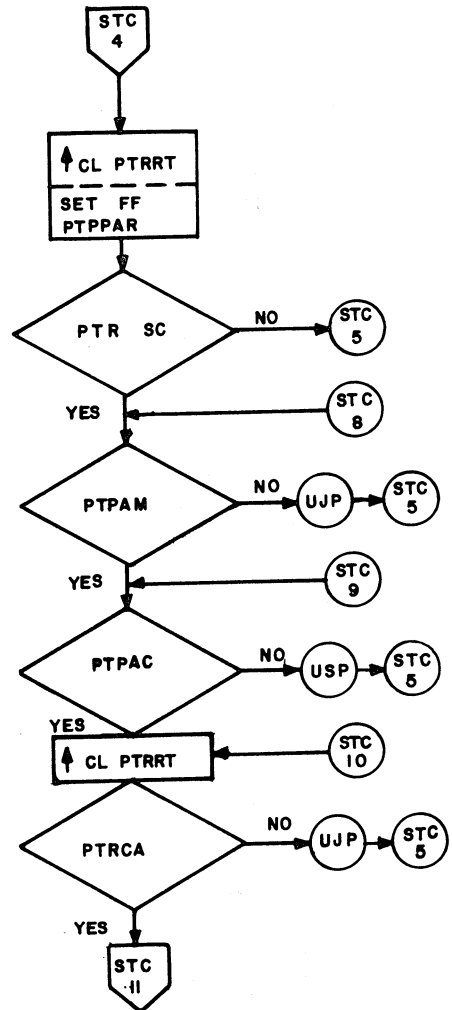 STC
4
↑ CL PTRRT
SET FF
PTPPAR
PTR SC
NO
STC
5
YES
STC
8
PTPAM
NO
UJP
STC
5
YES
STC
9
PTPAC
NO
USP
STC
5
YES
↑ CL PTRRT
STC
10
PTRCA
NO
UJP
STC
5
YES
STC
11